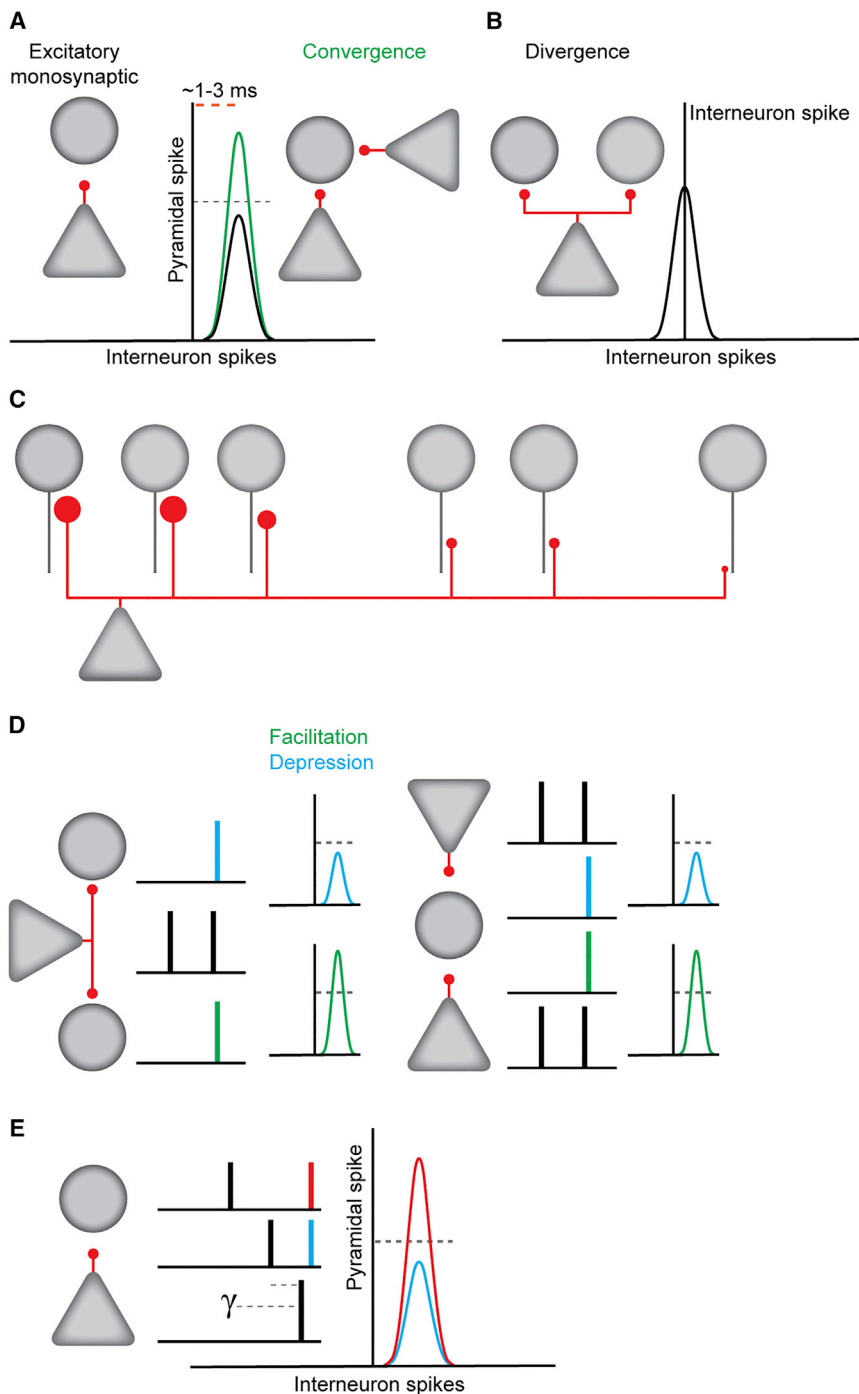 A
Excitatory
monosynaptic
~1-3 ms
Pyramidal spike
Interneuron spikes
Convergence
B
Divergence
Interneuron spike
Interneuron spikes
C
D
Facilitation
Depression
E
γ
Pyramidal spike
Interneuron spikes